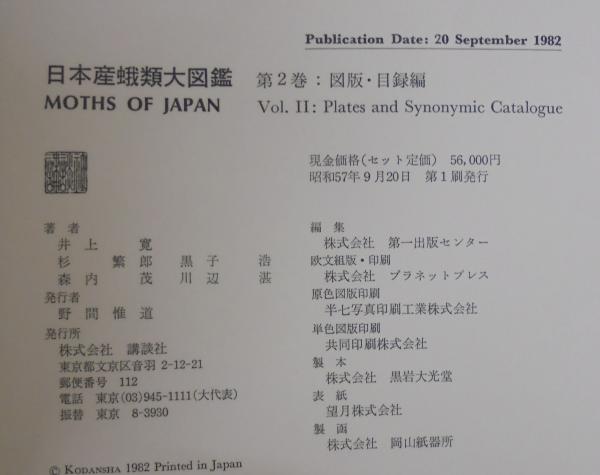 Publication Date: 20 September 1982
日本産蛾類大図鑑 第2巻：図版・目録編
MOTHS OF JAPAN Vol. II: Plates and Synonymic Catalogue
現金価格(セット定価) 56,000円
昭和57年9月20日 第1刷発行
著者
井上 寛
杉 繁郎 黒子 浩
森内 茂 川辺 湛
発行者
野間惟道
発行所
株式会社 講談社
東京都文京区音羽 2-12-21
郵便番号 112
電話 東京(03)945-1111(大代表)
振替 東京 8-3930
© KODANSHA 1982 Printed in Japan
編集
株式会社 第一出版センター
欧文組版・印刷
株式会社 プラネットプレス
原色図版印刷
半七写真印刷工業株式会社
単色図版印刷
共同印刷株式会社
製本
株式会社 黒岩大光堂
表紙
望月株式会社
製函
株式会社 岡山紙器所